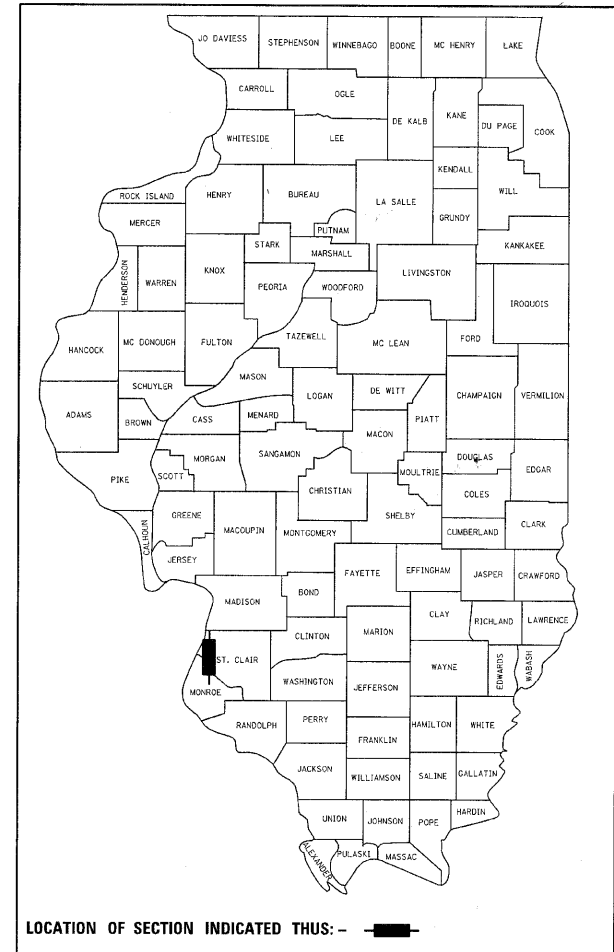 JO DAVIESS STEPHENSON WINNEBAGO BOONE MC HENRY LAKE
CARROLL OGLE
DE KALB KANE DU PAGE COOK
WHITESIDE LEE
KENDALL WILL
ROCK ISLAND HENRY BUREAU LA SALLE GRUNDY
MERCER PUTNAM
STARK MARSHALL KANKAKEE
HENDERSON WARREN KNOX PEORIA WOODFORD LIVINGSTON IROQUOIS
HANCOCK MC DONOUGH FULTON TAZEWELL MC LEAN FORD
SCHUYLER MASON
ADAMS BROWN CASS MENARD LOGAN DE WITT PIATT CHAMPAIGN VERMILION
MACON
PIKE SCOTT MORGAN SANGAMON MOULTRIE DOUGLAS EDGAR
CHRISTIAN COLES
CALHOUN GREENE MACOUPIN MONTGOMERY SHELBY CUMBERLAND CLARK
JERSEY FAYETTE EFFINGHAM JASPER CRAWFORD
MADISON BOND
CLAY RICHLAND LAWRENCE
CLINTON MARION
ST. CLAIR WAYNE EDWARDS WABASH
MONROE WASHINGTON JEFFERSON
RANDOLPH PERRY HAMILTON WHITE
FRANKLIN
JACKSON WILLIAMSON SALINE GALLATIN
UNION JOHNSON POPE HARDIN
ALEXANDER PULASKI MASSAC
LOCATION OF SECTION INDICATED THUS: -